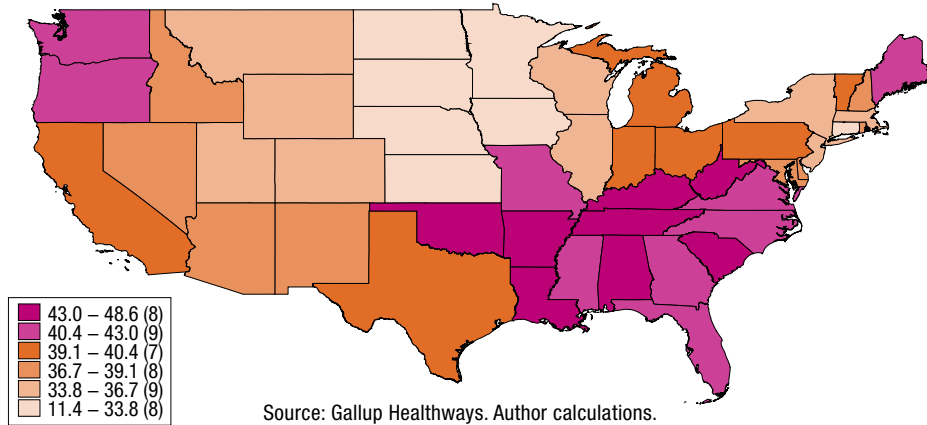 43.0 – 48.6 (8)
40.4 – 43.0 (9)
39.1 – 40.4 (7)
36.7 – 39.1 (8)
33.8 – 36.7 (9)
11.4 – 33.8 (8)
Source: Gallup Healthways. Author calculations.